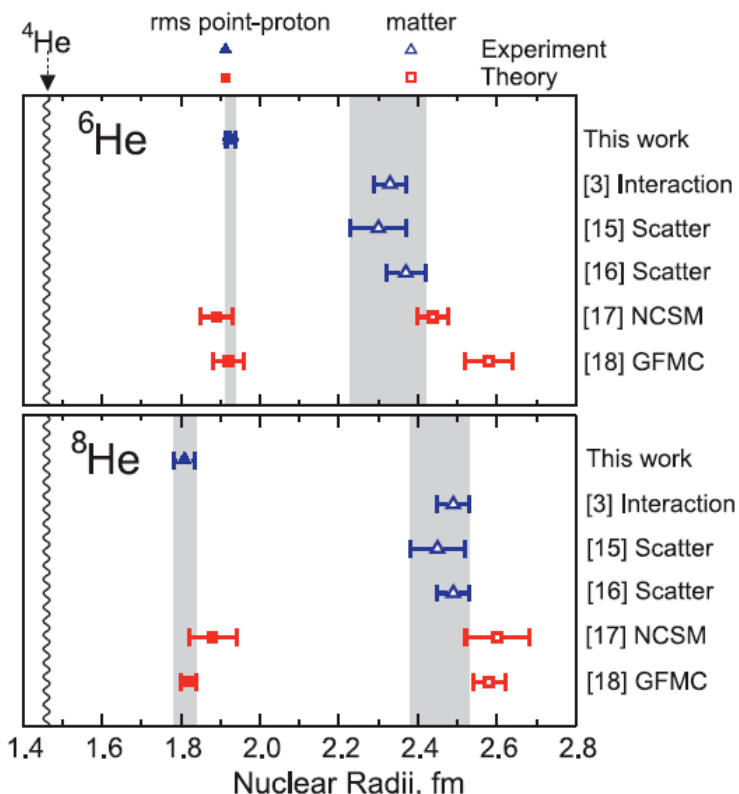 rms point-proton matter
⁴He
Experiment
Theory
⁶He
This work
[3] Interaction
[15] Scatter
[16] Scatter
[17] NCSM
[18] GFMC
⁸He
This work
[3] Interaction
[15] Scatter
[16] Scatter
[17] NCSM
[18] GFMC
1.4 1.6 1.8 2.0 2.2 2.4 2.6 2.8
Nuclear Radii, fm